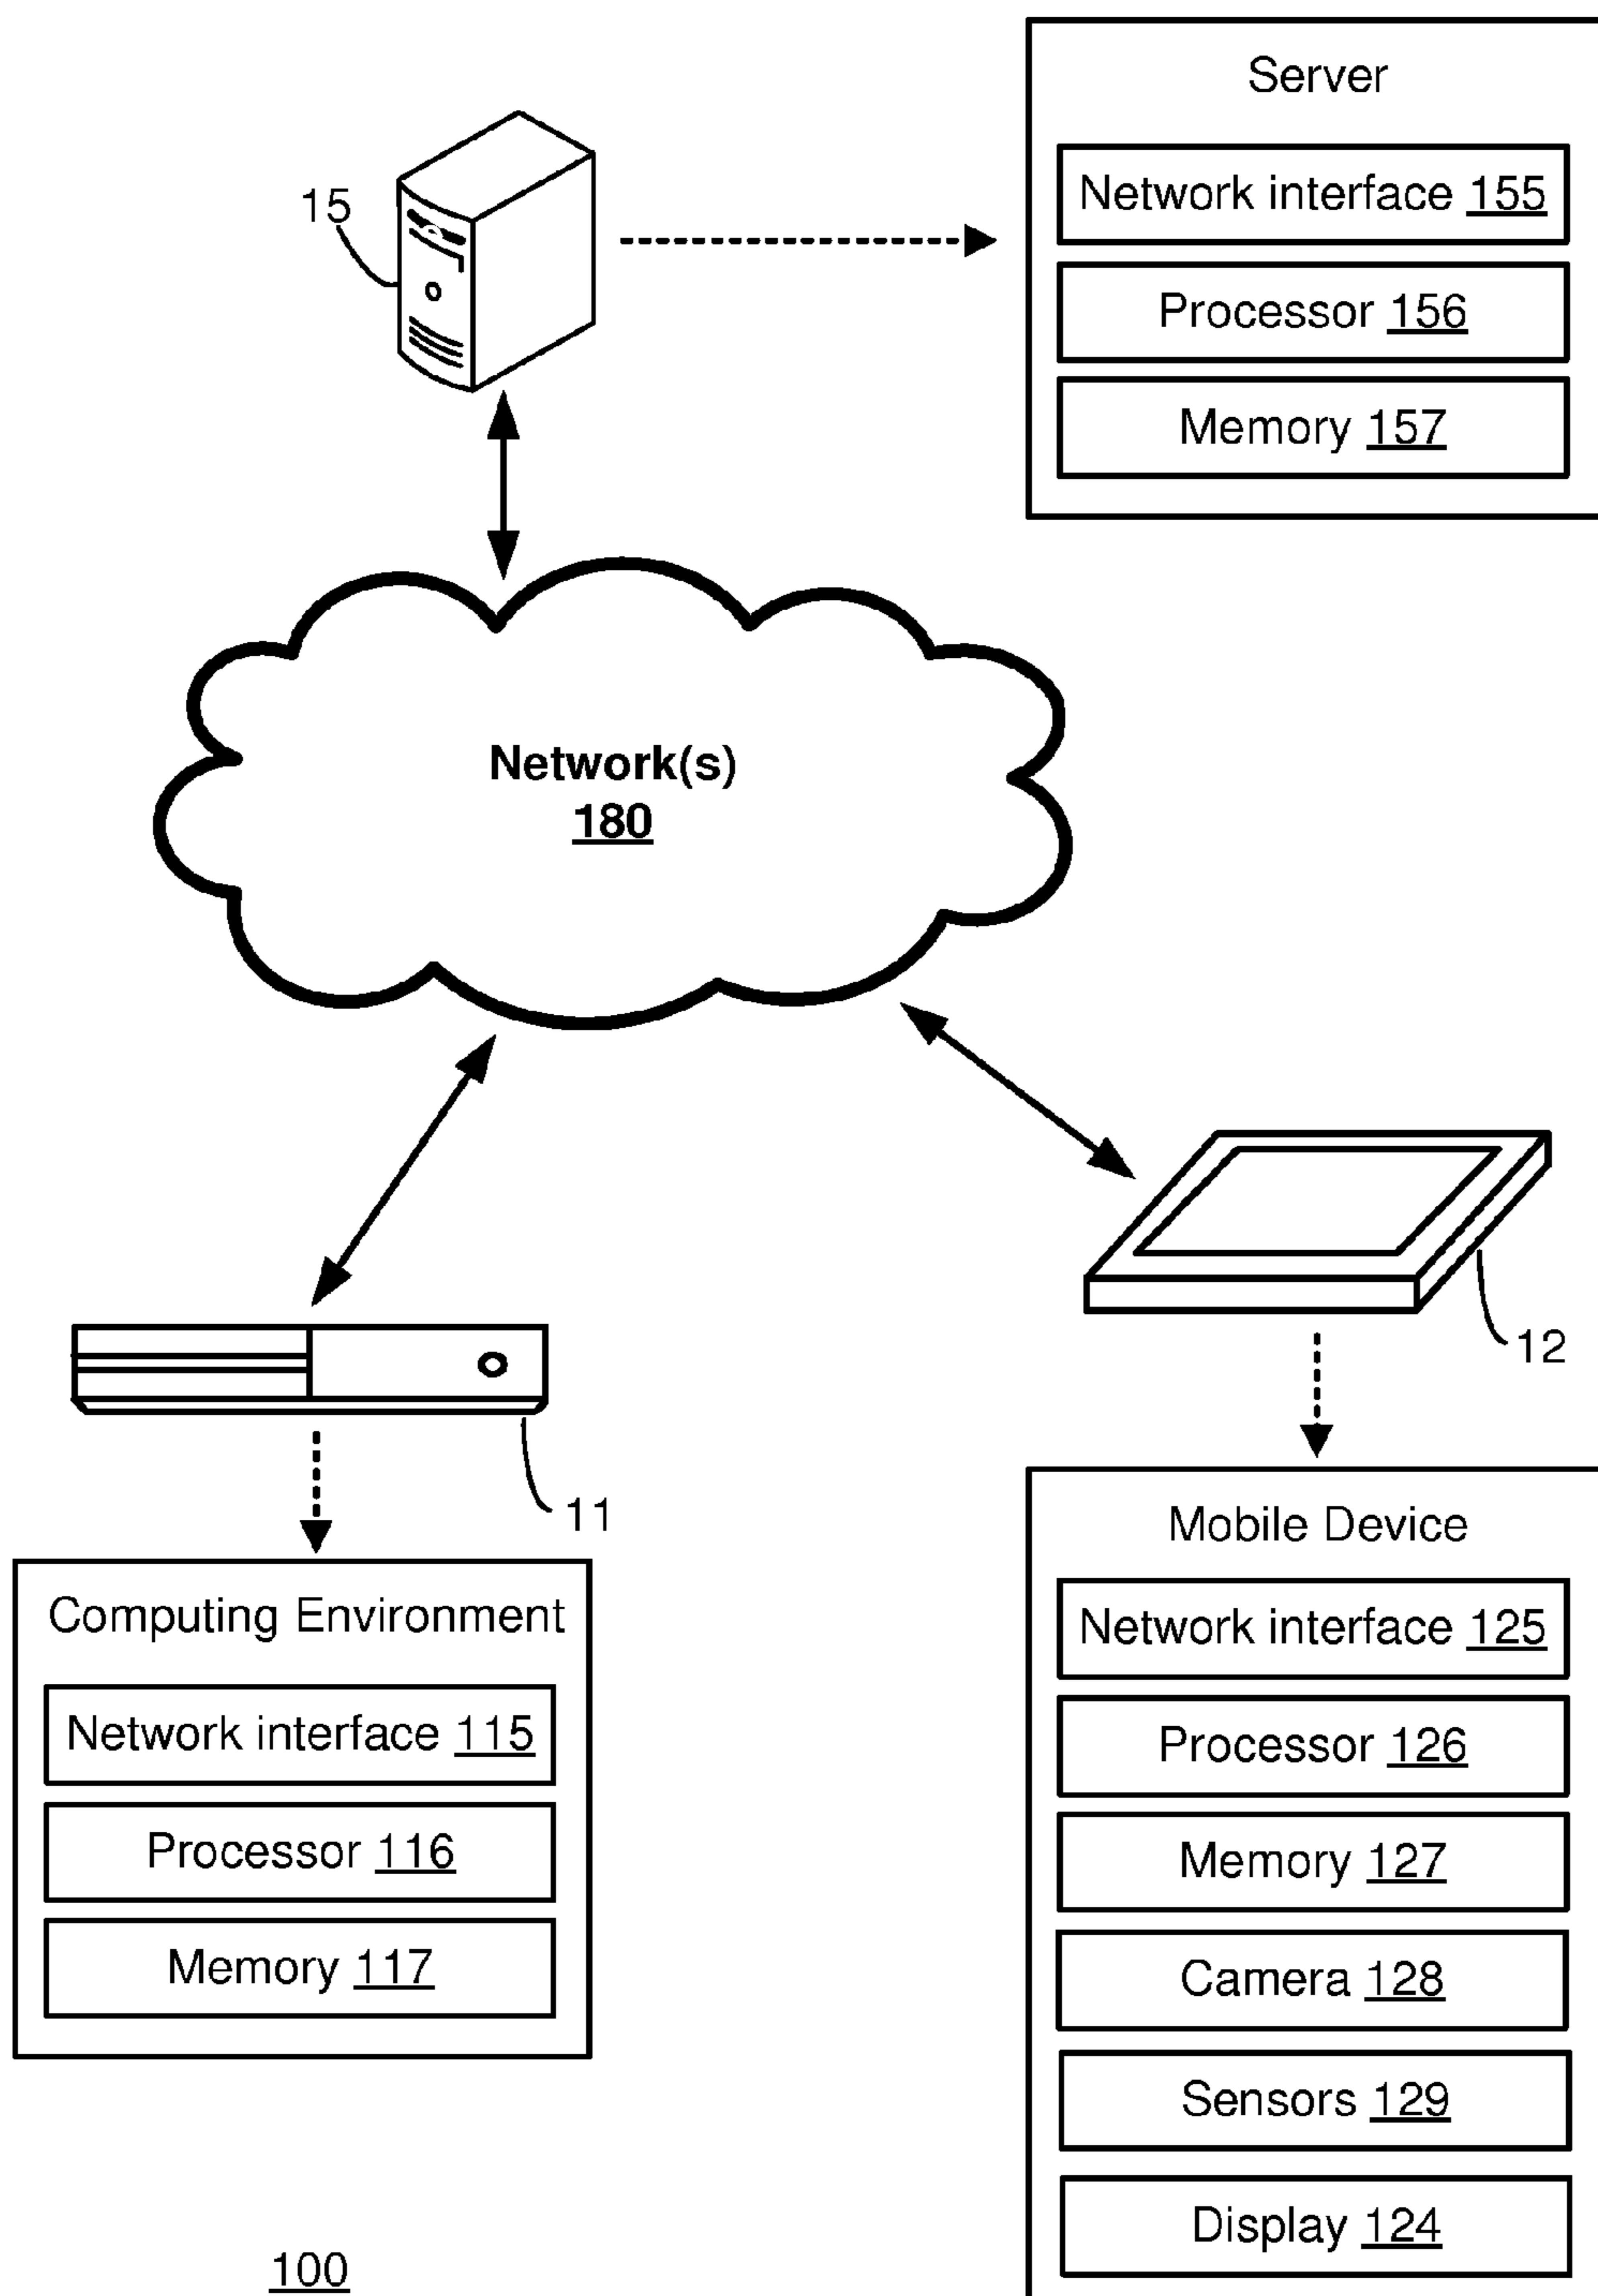 Server
Network interface 155
Processor 156
Memory 157
15
Network(s)
180
12
11
Computing Environment
Network interface 115
Processor 116
Memory 117
Mobile Device
Network interface 125
Processor 126
Memory 127
Camera 128
Sensors 129
Display 124
100